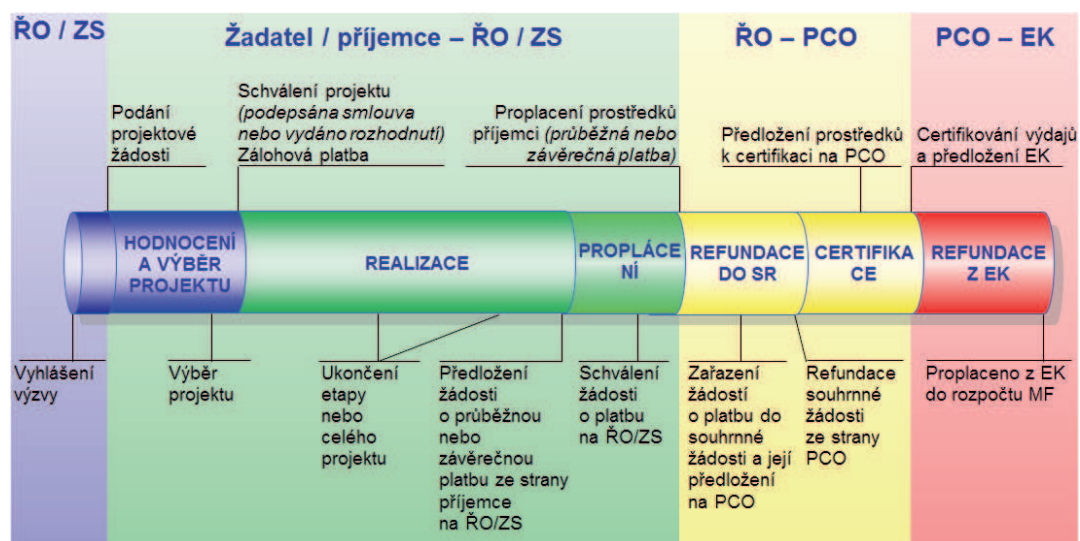 ŘO / ZS
Žadatel / příjemce – ŘO / ZS
ŘO – PCO
PCO – EK
Podání
projektové
žádosti
Schválení projektu
(podepsána smlouva
nebo vydáno rozhodnutí)
Zálohová platba
Proplacení prostředků
příjemci (průběžná nebo
závěrečná platba)
Předložení prostředků
k certifikaci na PCO
Certifikování výdajů
a předložení EK
HODNOCENÍ
A VÝBĚR
PROJEKTU
REALIZACE
PROPLÁCE
NÍ
REFUNDACE
DO SR
CERTIFIKA
CE
REFUNDACE
Z EK
Vyhlášení
výzvy
Výběr
projektu
Ukončení
etapy
nebo
celého
projektu
Předložení
žádosti
o průběžnou
nebo
závěrečnou
platbu ze strany
příjemce
na ŘO/ZS
Schválení
žádosti
o platbu
na ŘO/ZS
Zařazení
žádostí
o platbu do
souhrnné
žádosti a její
předložení
na PCO
Refundace
souhrnné
žádosti
ze strany
PCO
Proplaceno z EK
do rozpočtu MF